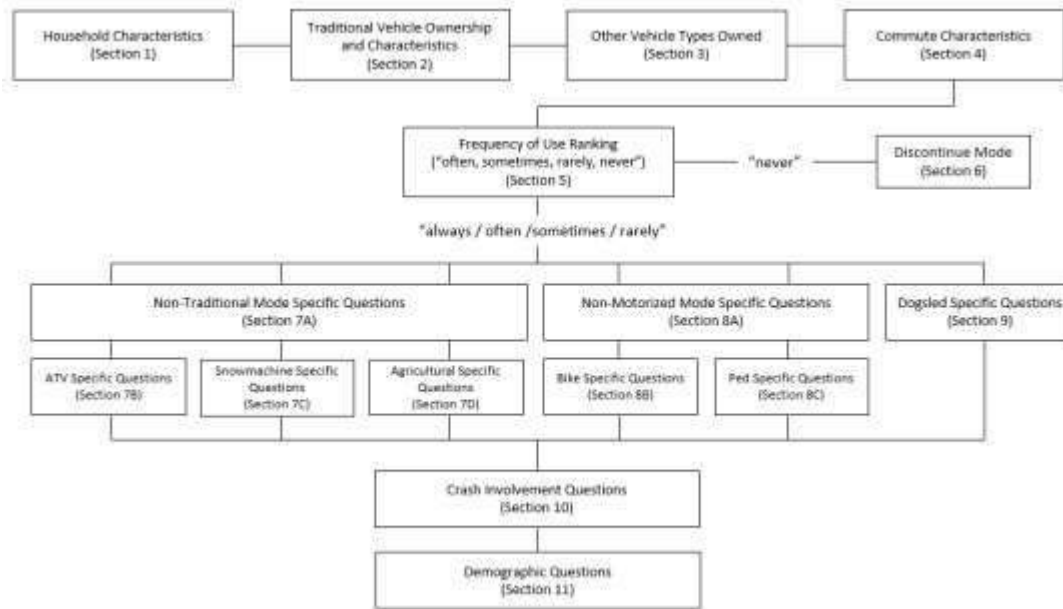 Household Characteristics
(Section 1)
Traditional Vehicle Ownership
and Characteristics
(Section 2)
Other Vehicle Types Owned
(Section 3)
Commute Characteristics
(Section 4)
Frequency of Use Ranking
("often, sometimes, rarely, never")
(Section 5)
"never"
Discontinue Mode
(Section 6)
"always / often /sometimes / rarely"
Non-Traditional Mode Specific Questions
(Section 7A)
Non-Motorized Mode Specific Questions
(Section 8A)
Dogsled Specific Questions
(Section 9)
ATV Specific Questions
(Section 7B)
Snowmachine Specific
Questions
(Section 7C)
Agricultural Specific
Questions
(Section 7D)
Bike Specific Questions
(Section 8B)
Ped Specific Questions
(Section 8C)
Crash Involvement Questions
(Section 10)
Demographic Questions
(Section 11)